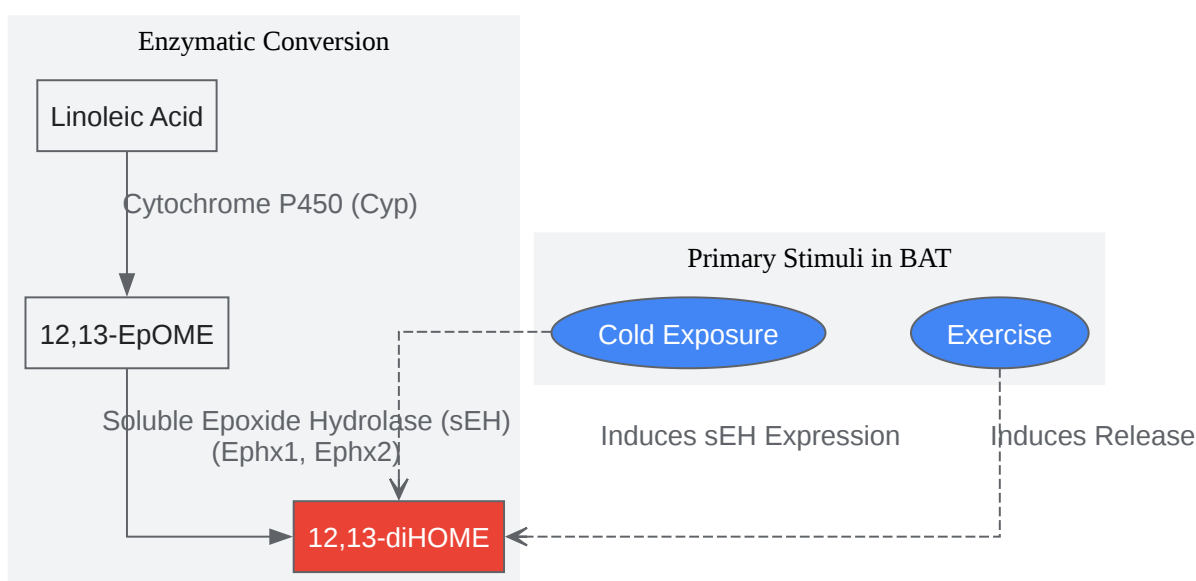 Enzymatic Conversion
Linoleic Acid
Cytochrome P450 (Cyp)
12,13-EpOME
Soluble Epoxide Hydrolase (sEH)
(Ephx1, Ephx2)
12,13-diHOME
Primary Stimuli in BAT
Cold Exposure
Exercise
Induces sEH Expression
Induces Release